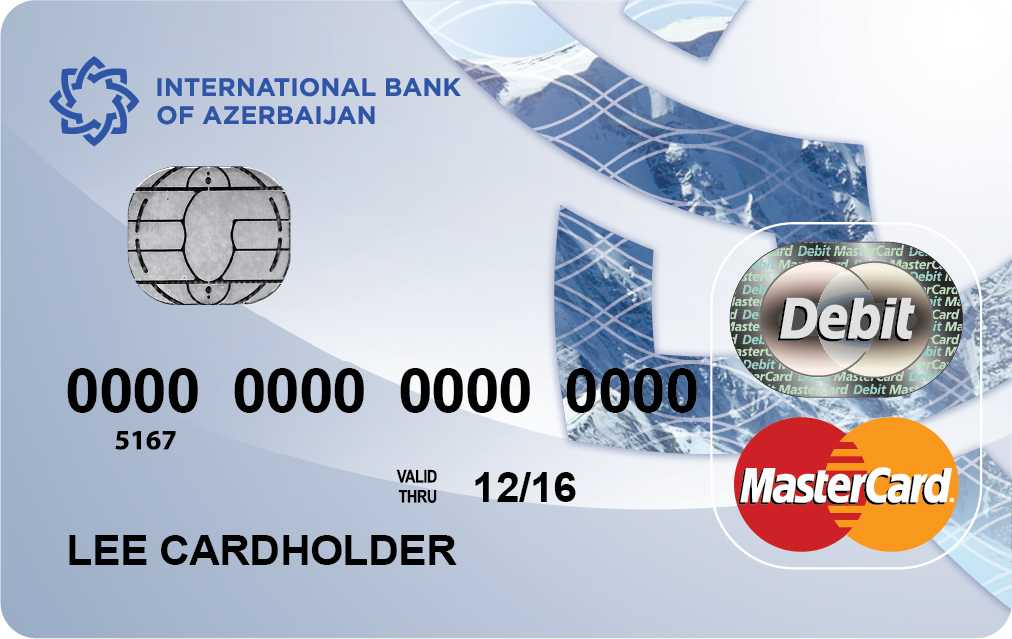 INTERNATIONAL BANK
OF AZERBAIJAN
Debit
0000 0000 0000 0000
5167
VALID
THRU
12/16
MasterCard.
LEE CARDHOLDER